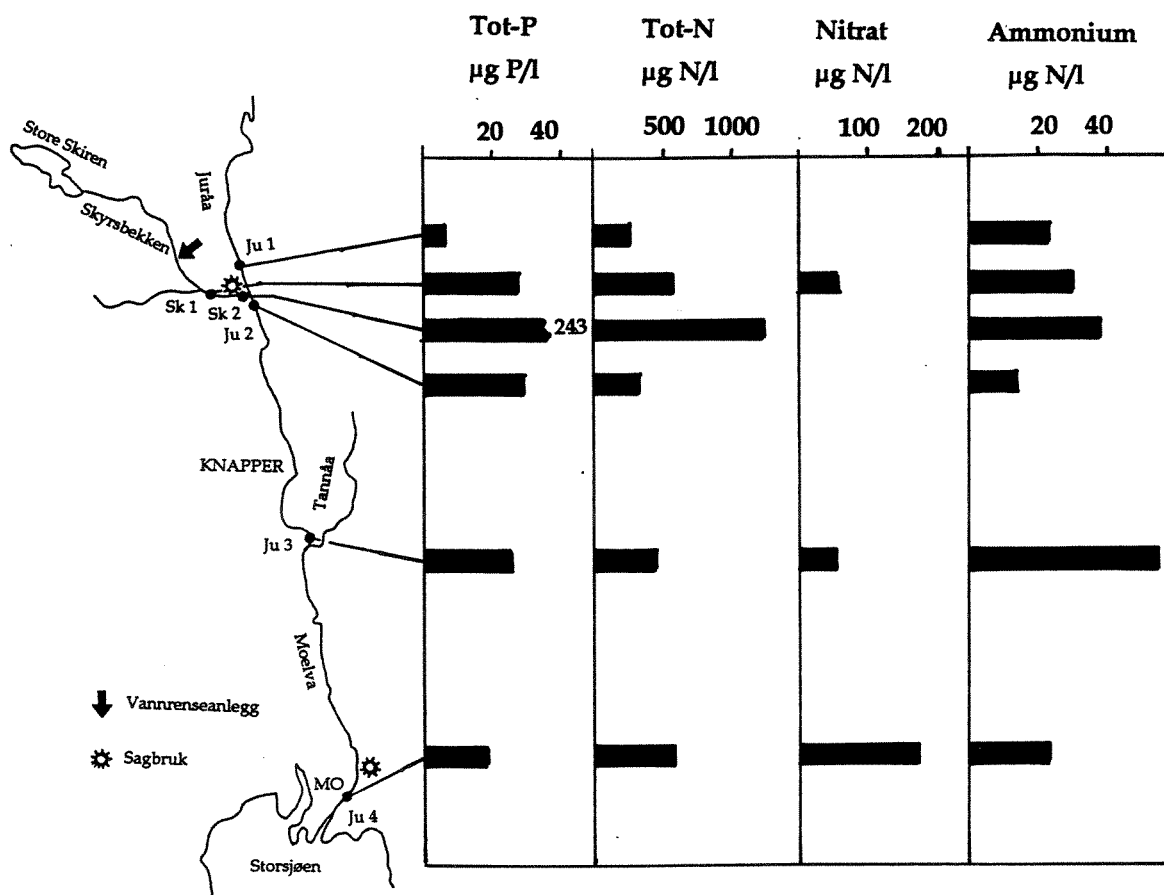 Tot-P
µg P/l
20 40
Tot-N
µg N/l
500 1000
Nitrat
µg N/l
100 200
Ammonium
µg N/l
20 40
Store Skiren
Skyrsbekken
Juråa
Ju 1
Sk 1
Sk 2
Ju 2
243
KNAPPER
Tannåa
Ju 3
Moelva
Vannrenseanlegg
Sagbruk
MO
Ju 4
Storsjøen